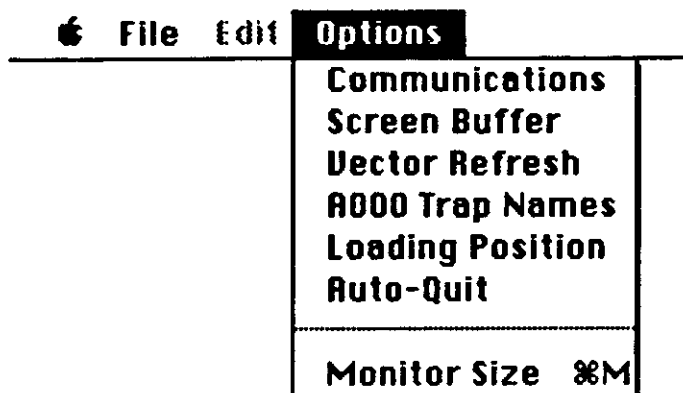 File Edit Options
Communications
Screen Buffer
Vector Refresh
A000 Trap Names
Loading Position
Auto-Quit
Monitor Size ⌘M